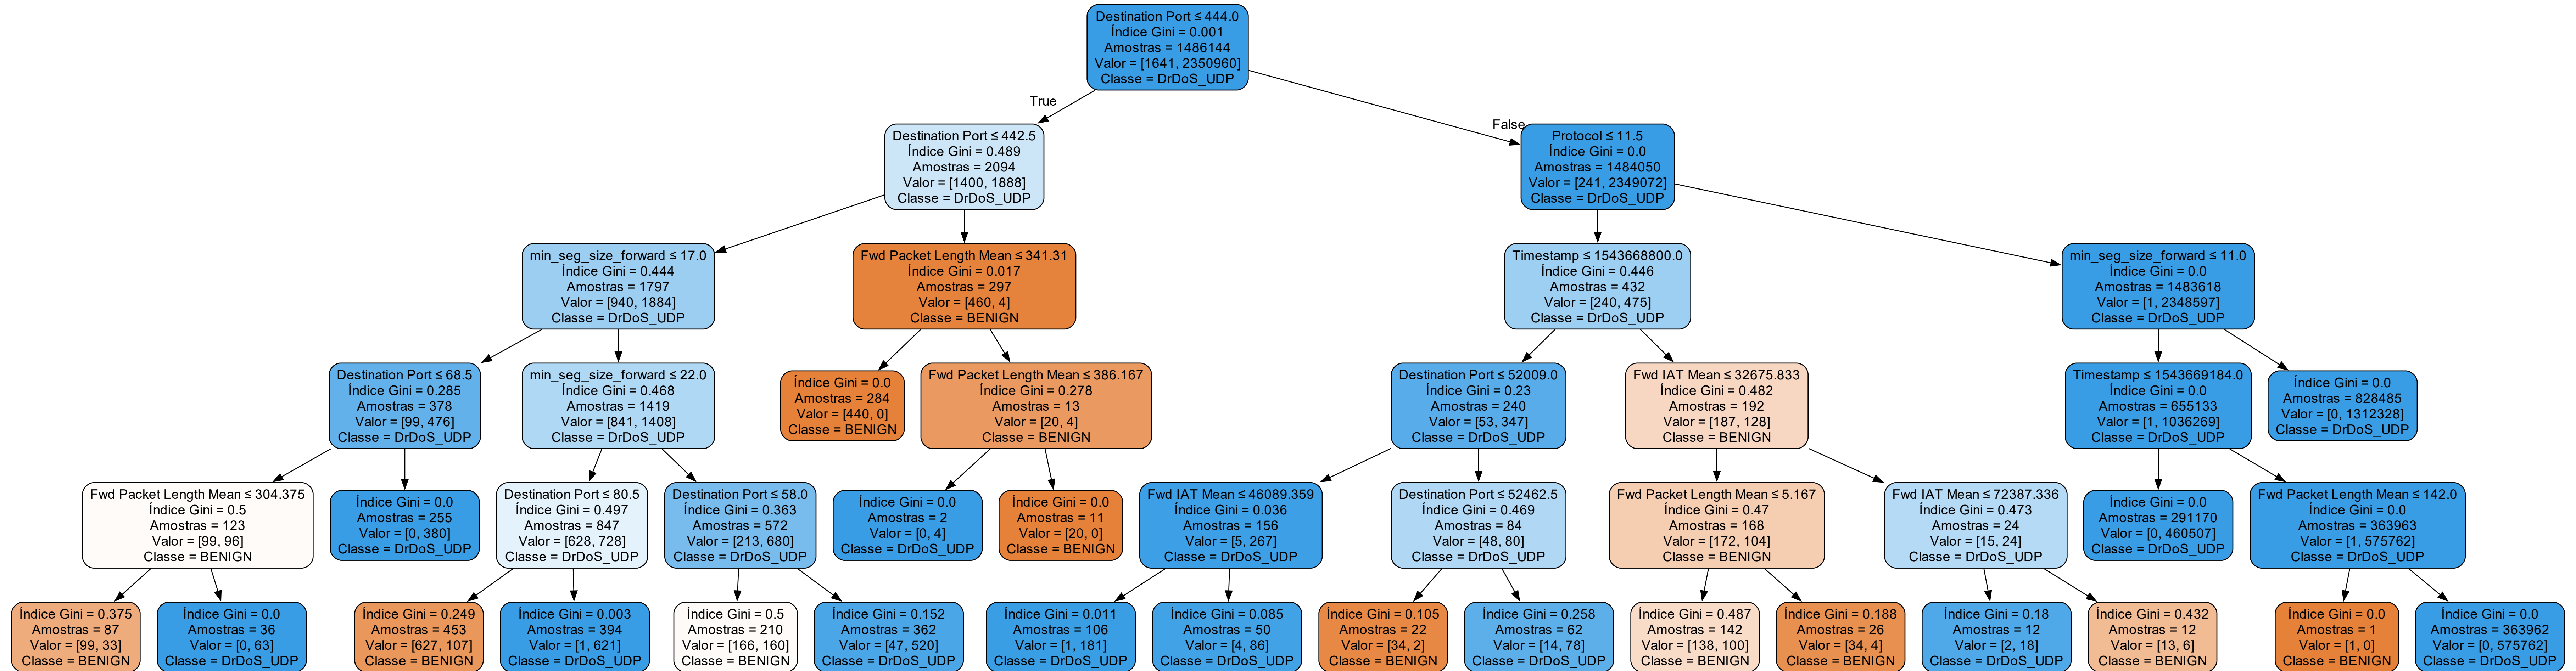 Destination Port ≤ 444.0
Índice Gini = 0.001
Amostras = 1486144
Valor = [1641, 2350960]
Classe = DrDoS_UDP
True
False
Destination Port ≤ 442.5
Índice Gini = 0.489
Amostras = 2094
Valor = [1400, 1888]
Classe = DrDoS_UDP
Protocol ≤ 11.5
Índice Gini = 0.0
Amostras = 1484050
Valor = [241, 2349072]
Classe = DrDoS_UDP
min_seg_size_forward ≤ 17.0
Índice Gini = 0.444
Amostras = 1797
Valor = [940, 1884]
Classe = DrDoS_UDP
Fwd Packet Length Mean ≤ 341.31
Índice Gini = 0.017
Amostras = 297
Valor = [460, 4]
Classe = BENIGN
Timestamp ≤ 1543668800.0
Índice Gini = 0.446
Amostras = 432
Valor = [240, 475]
Classe = DrDoS_UDP
min_seg_size_forward ≤ 11.0
Índice Gini = 0.0
Amostras = 1483618
Valor = [1, 2348597]
Classe = DrDoS_UDP
Destination Port ≤ 68.5
Índice Gini = 0.285
Amostras = 378
Valor = [99, 476]
Classe = DrDoS_UDP
min_seg_size_forward ≤ 22.0
Índice Gini = 0.468
Amostras = 1419
Valor = [841, 1408]
Classe = DrDoS_UDP
Índice Gini = 0.0
Amostras = 284
Valor = [440, 0]
Classe = BENIGN
Fwd Packet Length Mean ≤ 386.167
Índice Gini = 0.278
Amostras = 13
Valor = [20, 4]
Classe = BENIGN
Destination Port ≤ 52009.0
Índice Gini = 0.23
Amostras = 240
Valor = [53, 347]
Classe = DrDoS_UDP
Fwd IAT Mean ≤ 32675.833
Índice Gini = 0.482
Amostras = 192
Valor = [187, 128]
Classe = BENIGN
Timestamp ≤ 1543669184.0
Índice Gini = 0.0
Amostras = 655133
Valor = [1, 1036269]
Classe = DrDoS_UDP
Índice Gini = 0.0
Amostras = 828485
Valor = [0, 1312328]
Classe = DrDoS_UDP
Fwd Packet Length Mean ≤ 304.375
Índice Gini = 0.5
Amostras = 123
Valor = [99, 96]
Classe = BENIGN
Índice Gini = 0.0
Amostras = 255
Valor = [0, 380]
Classe = DrDoS_UDP
Destination Port ≤ 80.5
Índice Gini = 0.497
Amostras = 847
Valor = [628, 728]
Classe = DrDoS_UDP
Destination Port ≤ 58.0
Índice Gini = 0.363
Amostras = 572
Valor = [213, 680]
Classe = DrDoS_UDP
Índice Gini = 0.0
Amostras = 2
Valor = [0, 4]
Classe = DrDoS_UDP
Índice Gini = 0.0
Amostras = 11
Valor = [20, 0]
Classe = BENIGN
Fwd IAT Mean ≤ 46089.359
Índice Gini = 0.036
Amostras = 156
Valor = [5, 267]
Classe = DrDoS_UDP
Destination Port ≤ 52462.5
Índice Gini = 0.469
Amostras = 84
Valor = [48, 80]
Classe = DrDoS_UDP
Fwd Packet Length Mean ≤ 5.167
Índice Gini = 0.47
Amostras = 168
Valor = [172, 104]
Classe = BENIGN
Fwd IAT Mean ≤ 72387.336
Índice Gini = 0.473
Amostras = 24
Valor = [15, 24]
Classe = DrDoS_UDP
Índice Gini = 0.0
Amostras = 291170
Valor = [0, 460507]
Classe = DrDoS_UDP
Fwd Packet Length Mean ≤ 142.0
Índice Gini = 0.0
Amostras = 363963
Valor = [1, 575762]
Classe = DrDoS_UDP
Índice Gini = 0.375
Amostras = 87
Valor = [99, 33]
Classe = BENIGN
Índice Gini = 0.0
Amostras = 36
Valor = [0, 63]
Classe = DrDoS_UDP
Índice Gini = 0.249
Amostras = 453
Valor = [627, 107]
Classe = BENIGN
Índice Gini = 0.003
Amostras = 394
Valor = [1, 621]
Classe = DrDoS_UDP
Índice Gini = 0.5
Amostras = 210
Valor = [166, 160]
Classe = BENIGN
Índice Gini = 0.152
Amostras = 362
Valor = [47, 520]
Classe = DrDoS_UDP
Índice Gini = 0.011
Amostras = 106
Valor = [1, 181]
Classe = DrDoS_UDP
Índice Gini = 0.085
Amostras = 50
Valor = [4, 86]
Classe = DrDoS_UDP
Índice Gini = 0.105
Amostras = 22
Valor = [34, 2]
Classe = BENIGN
Índice Gini = 0.258
Amostras = 62
Valor = [14, 78]
Classe = DrDoS_UDP
Índice Gini = 0.487
Amostras = 142
Valor = [138, 100]
Classe = BENIGN
Índice Gini = 0.188
Amostras = 26
Valor = [34, 4]
Classe = BENIGN
Índice Gini = 0.18
Amostras = 12
Valor = [2, 18]
Classe = DrDoS_UDP
Índice Gini = 0.432
Amostras = 12
Valor = [13, 6]
Classe = BENIGN
Índice Gini = 0.0
Amostras = 1
Valor = [1, 0]
Classe = BENIGN
Índice Gini = 0.0
Amostras = 363962
Valor = [0, 575762]
Classe = DrDoS_UDP